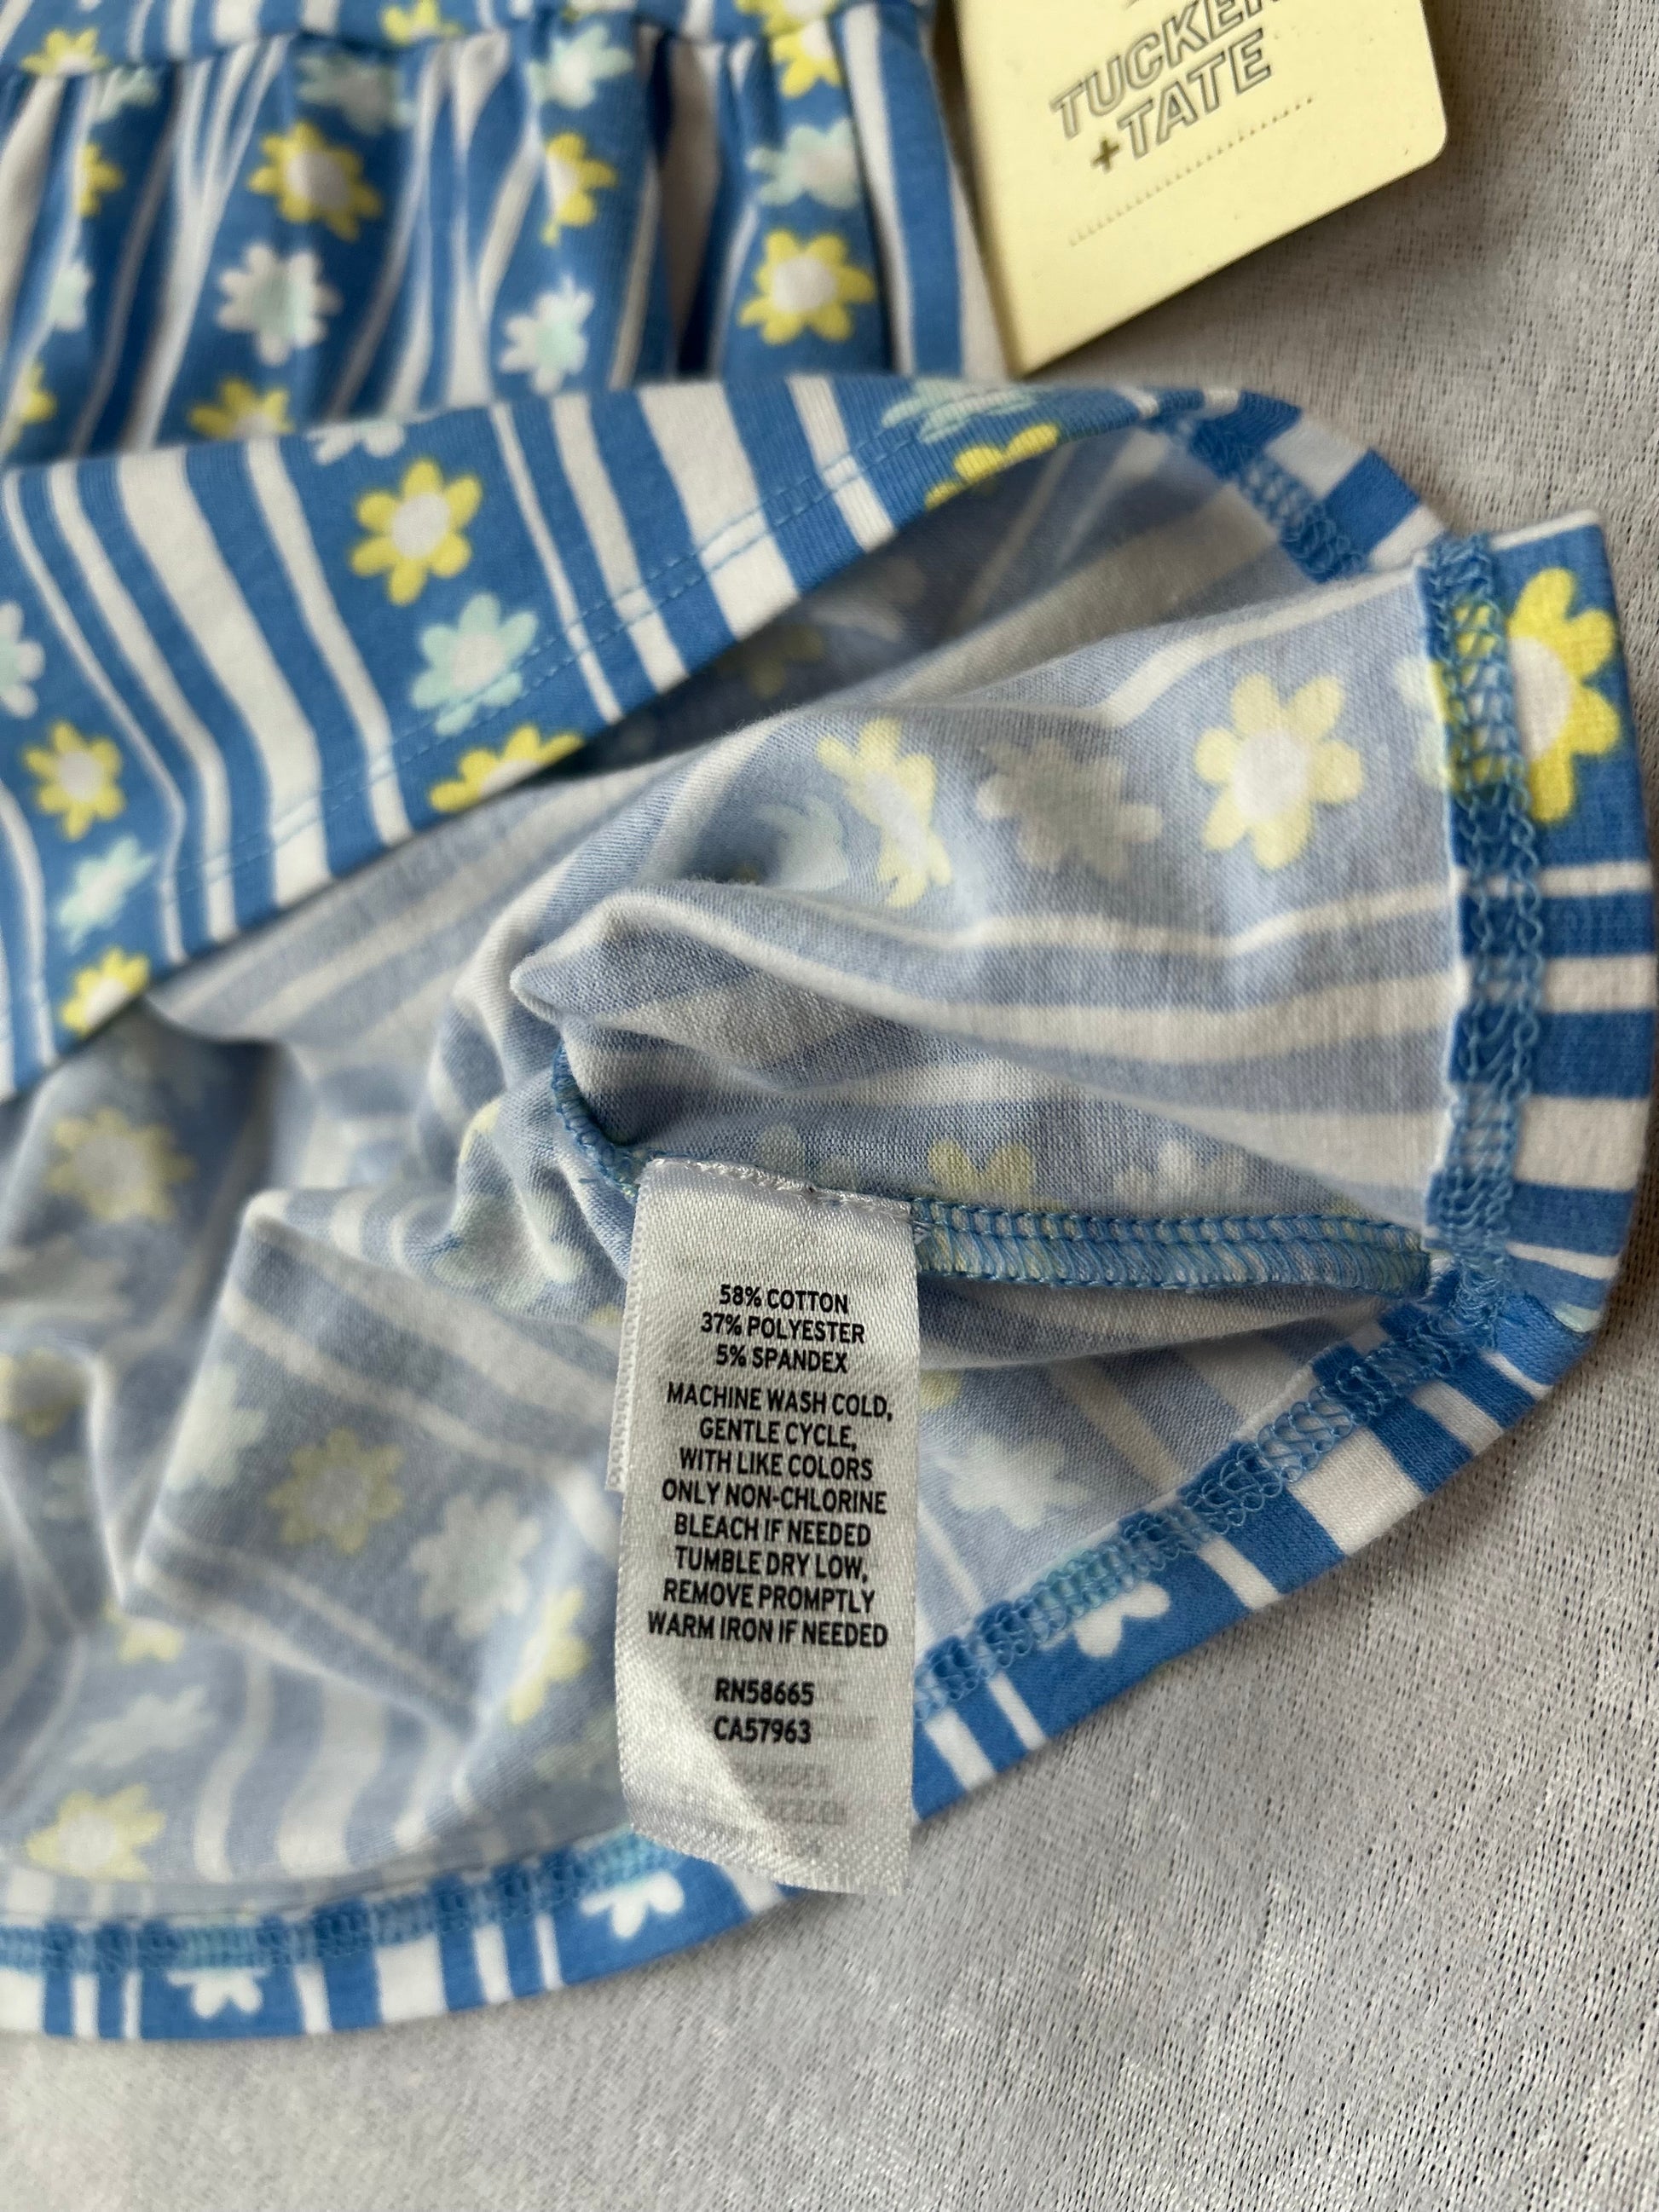 TUCKER
+TATE
58% COTTON
37% POLYESTER
5% SPANDEX
MACHINE WASH COLD,
GENTLE CYCLE,
WITH LIKE COLORS
ONLY NON-CHLORINE
BLEACH IF NEEDED
TUMBLE DRY LOW,
REMOVE PROMPTLY
WARM IRON IF NEEDED
RN58665
CA57963